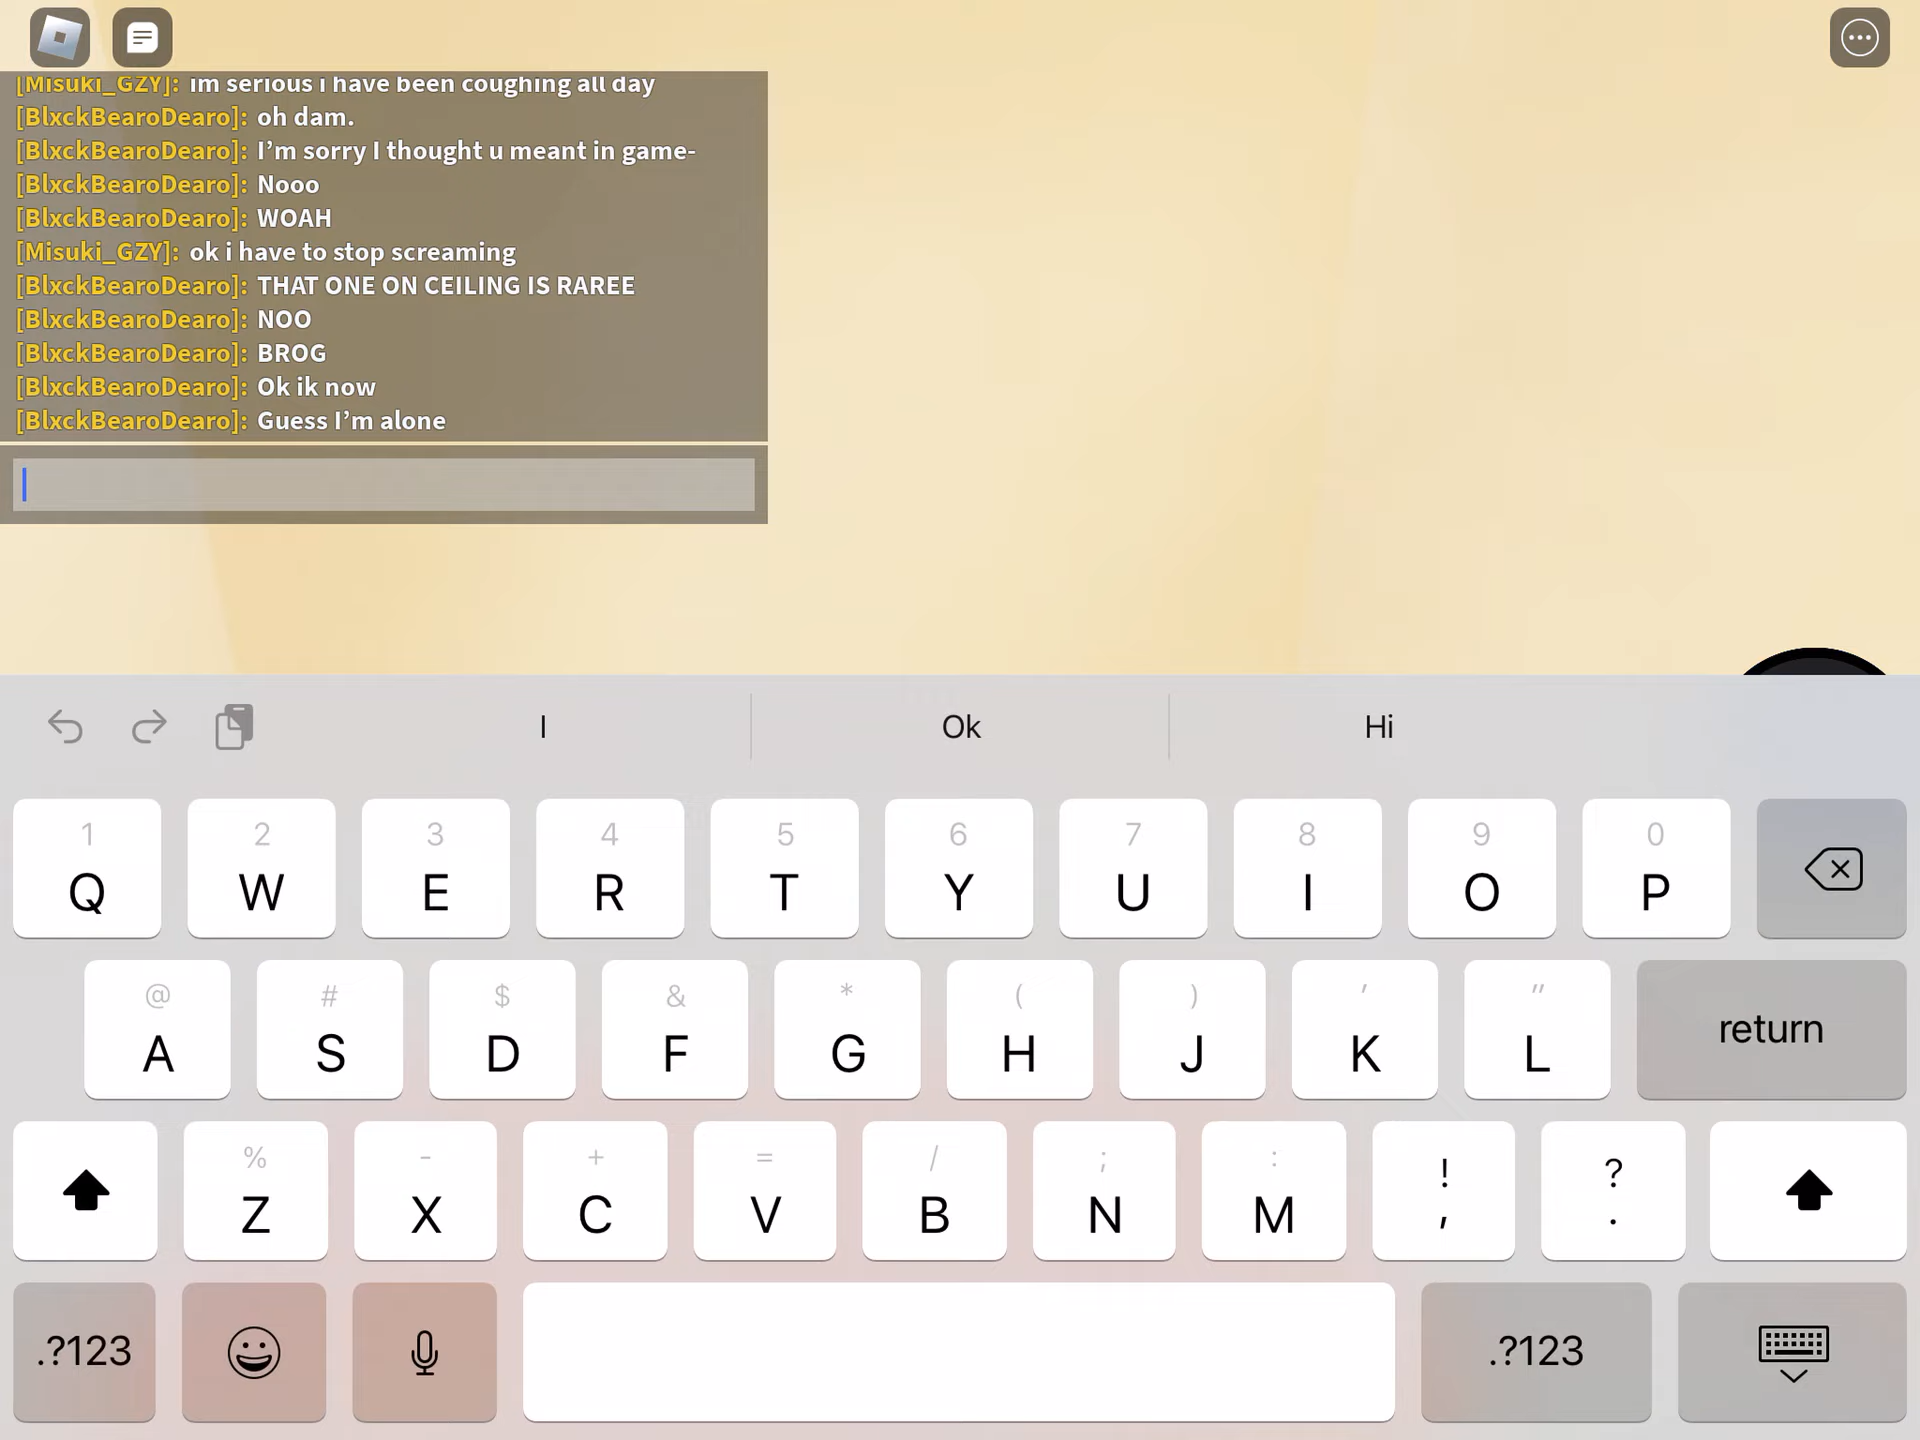 [Misuki_GZY]: im serious i have been coughing all day
[BlxckBearoDearo]: oh dam.
[BlxckBearoDearo]: I’m sorry I thought u meant in game-
[BlxckBearoDearo]: Nooo
[BlxckBearoDearo]: WOAH
[Misuki_GZY]: ok i have to stop screaming
[BlxckBearoDearo]: THAT ONE ON CEILING IS RAREE
[BlxckBearoDearo]: NOO
[BlxckBearoDearo]: BROG
[BlxckBearoDearo]: Ok ik now
[BlxckBearoDearo]: Guess I’m alone
I Ok Hi
1 2 3 4 5 6 7 8 9 0
Q W E R T Y U I O P
@ # $ & * ( ) ' "
A S D F G H J K L return
% - + = / ; : ! ?
Z X C V B N M , .
.?123 .?123